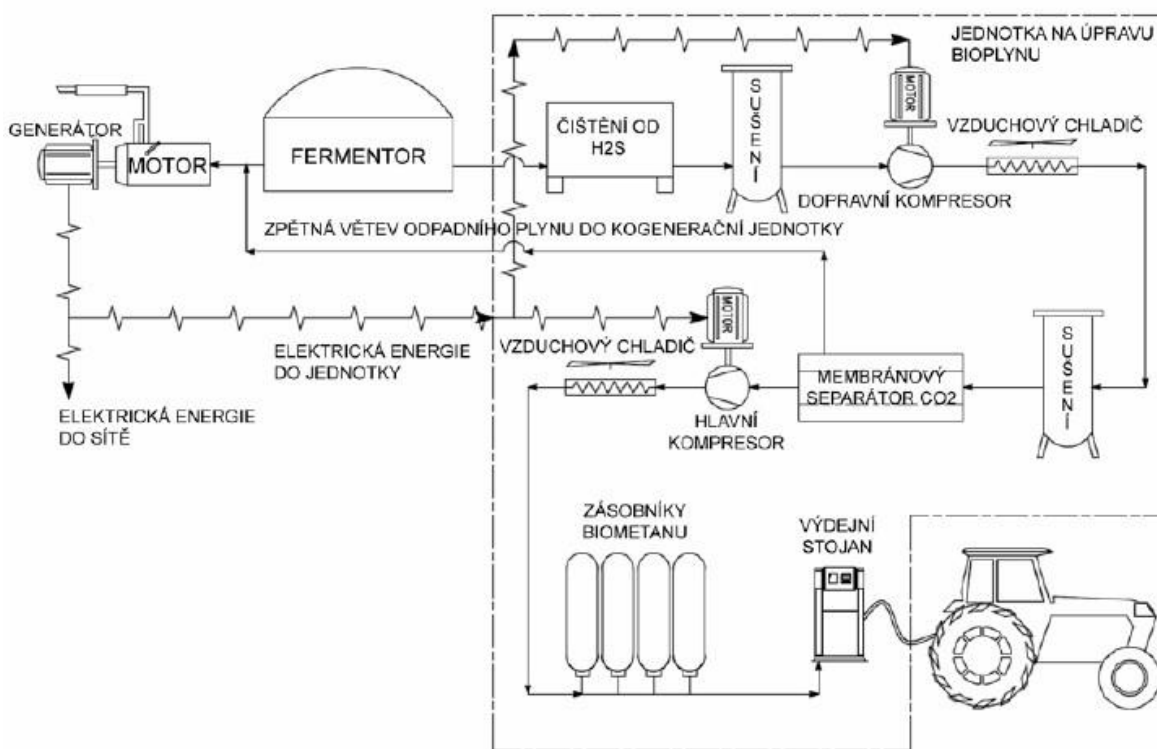 JEDNOTKA NA ÚPRAVU
BIOPLYNU
GENERÁTOR
MOTOR
FERMENTOR
ČIŠTĚNÍ OD
H2S
SUŠENÍ
MOTOR
VZDUCHOVÝ CHLADIČ
DOPRAVNÍ KOMPRESOR
ZPĚTNÁ VĚTEV ODPADNÍHO PLYNU DO KOGENERAČNÍ JEDNOTKY
ELEKTRICKÁ ENERGIE
DO JEDNOTKY
ELEKTRICKÁ ENERGIE
DO SÍTĚ
VZDUCHOVÝ CHLADIČ
MOTOR
HLAVNÍ
KOMPRESOR
MEMBRÁNOVÝ
SEPARÁTOR CO2
SUŠENÍ
ZÁSOBNÍKY
BIOMETANU
VÝDEJNÍ
STOJAN